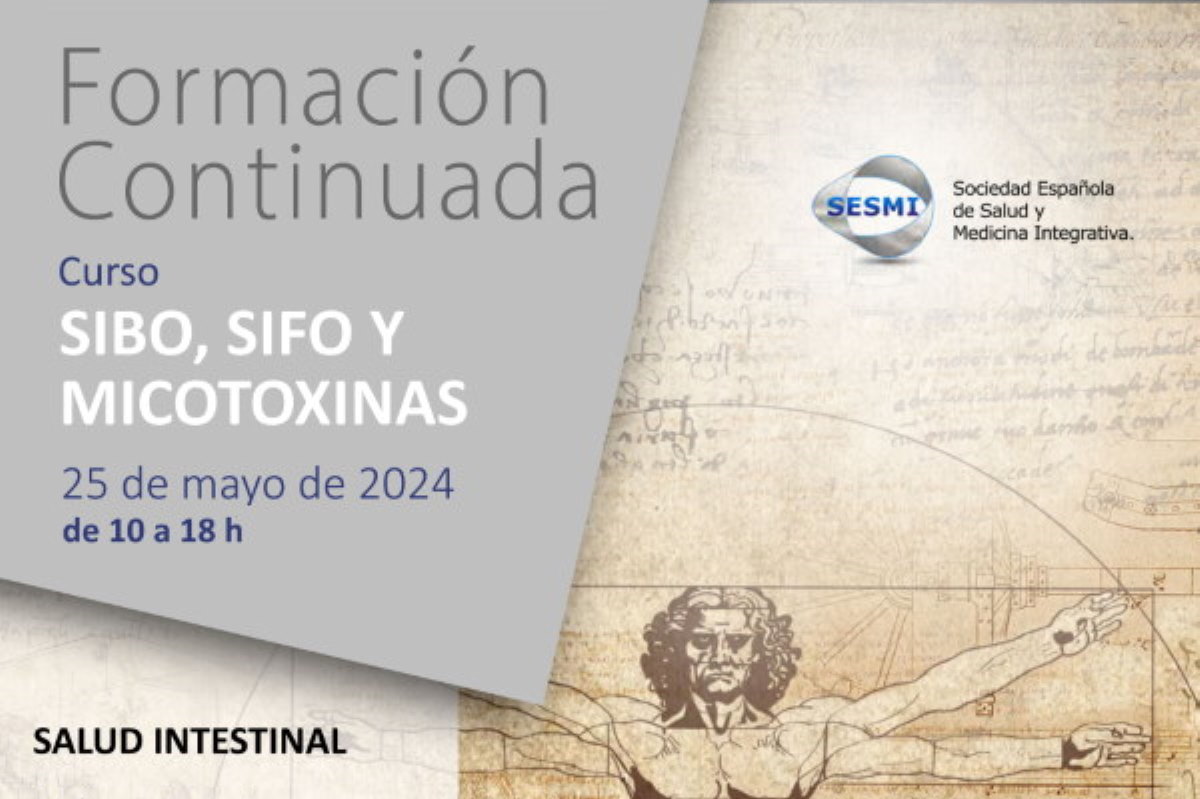 Formación
Continuada
Curso
SIBO, SIFO Y
MICOTOXINAS
25 de mayo de 2024
de 10 a 18 h
SALUD INTESTINAL
SESMI
Sociedad Española
de Salud y
Medicina Integrativa.